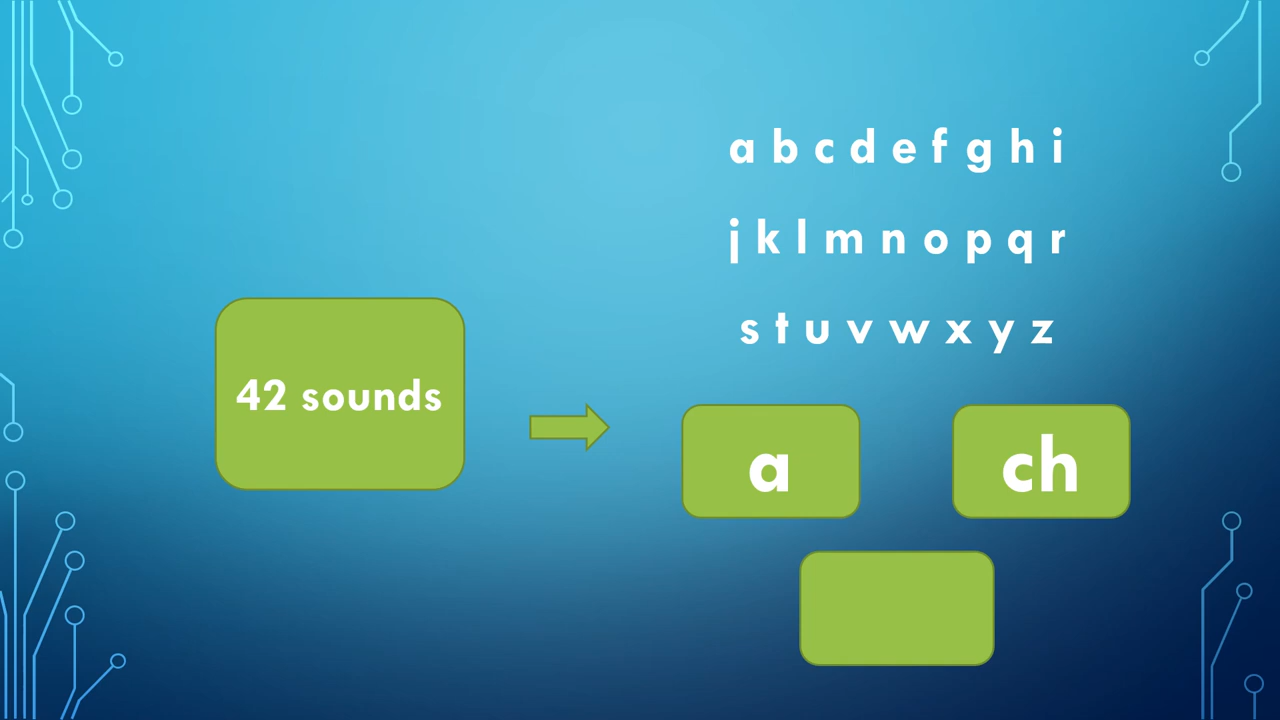 a b c d e f g h i
j k l m n o p q r
s t u v w x y z
42 sounds
a
ch